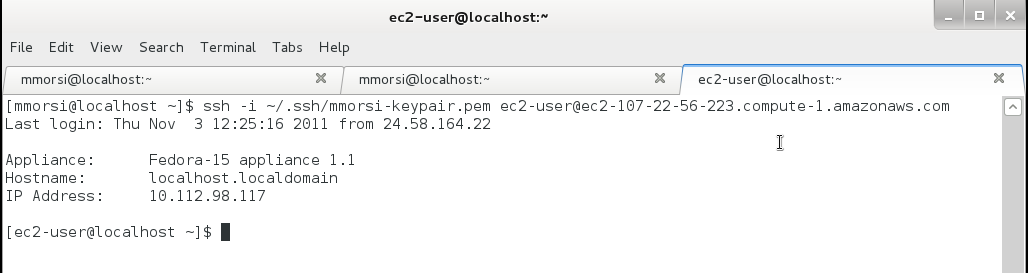 ec2-user@localhost:~
File Edit View Search Terminal Tabs Help
mmorsi@localhost:~ mmorsi@localhost:~ ec2-user@localhost:~
[mmorsi@localhost ~]$ ssh -i ~/.ssh/mmorsi-keypair.pem ec2-user@ec2-107-22-56-223.compute-1.amazonaws.com
Last login: Thu Nov  3 12:25:16 2011 from 24.58.164.22
Appliance:      Fedora-15 appliance 1.1
Hostname:       localhost.localdomain
IP Address:     10.112.98.117
[ec2-user@localhost ~]$